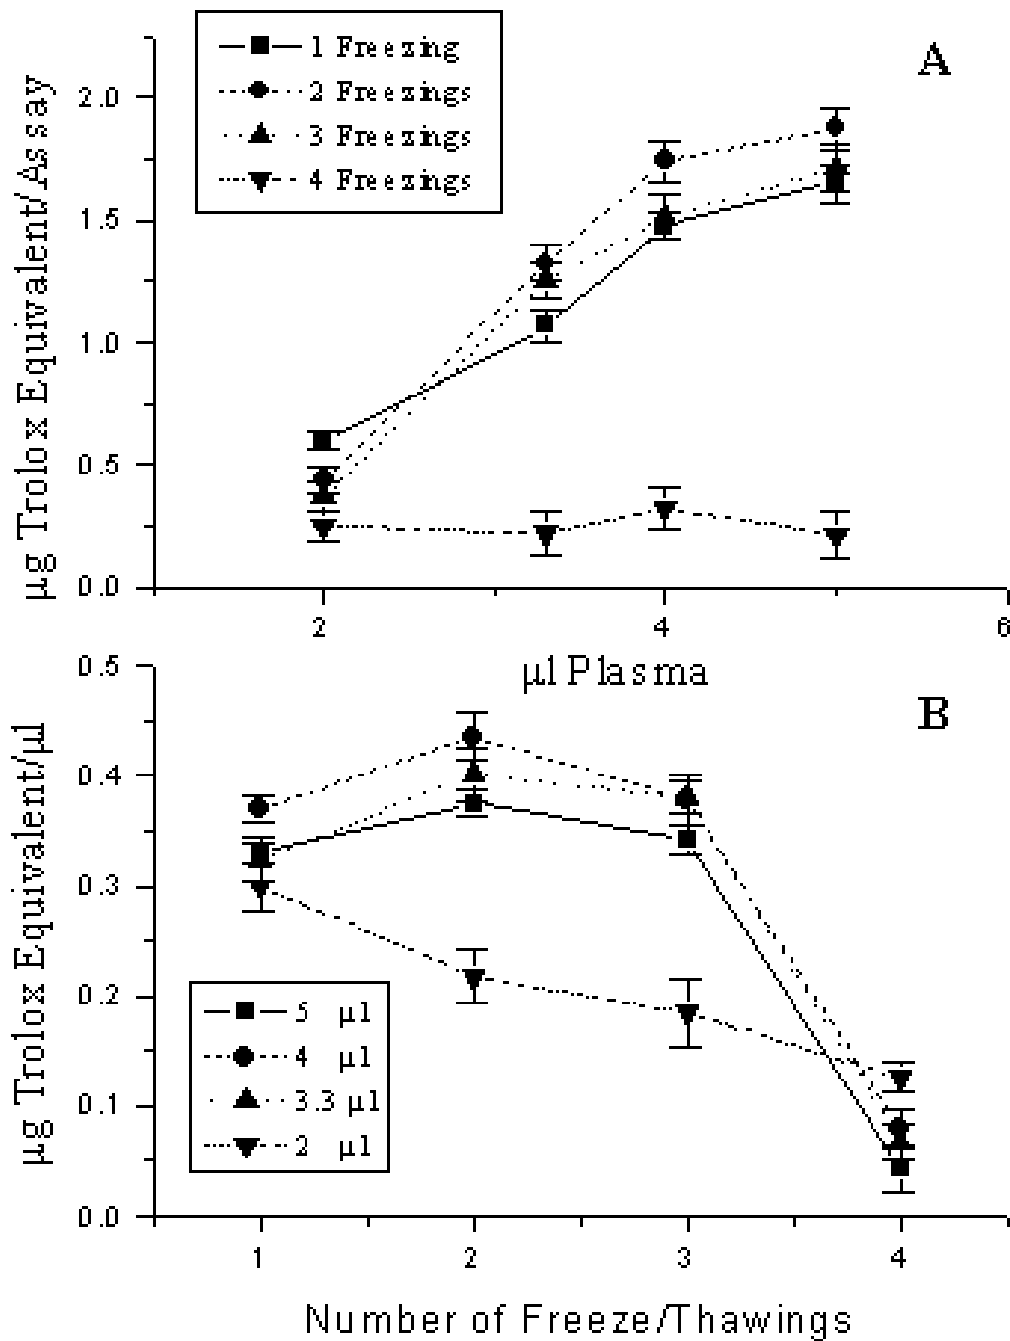 A
1 Freezing
2 Freezings
3 Freezings
4 Freezings
µg Trolox Equivalent/Assay
2.0
1.5
1.0
0.5
0.0
2
4
6
µl Plasma
B
µg Trolox Equivalent/µl
0.5
0.4
0.3
0.2
0.1
0.0
5 µl
4 µl
3.3 µl
2 µl
1
2
3
4
Number of Freeze/Thawings